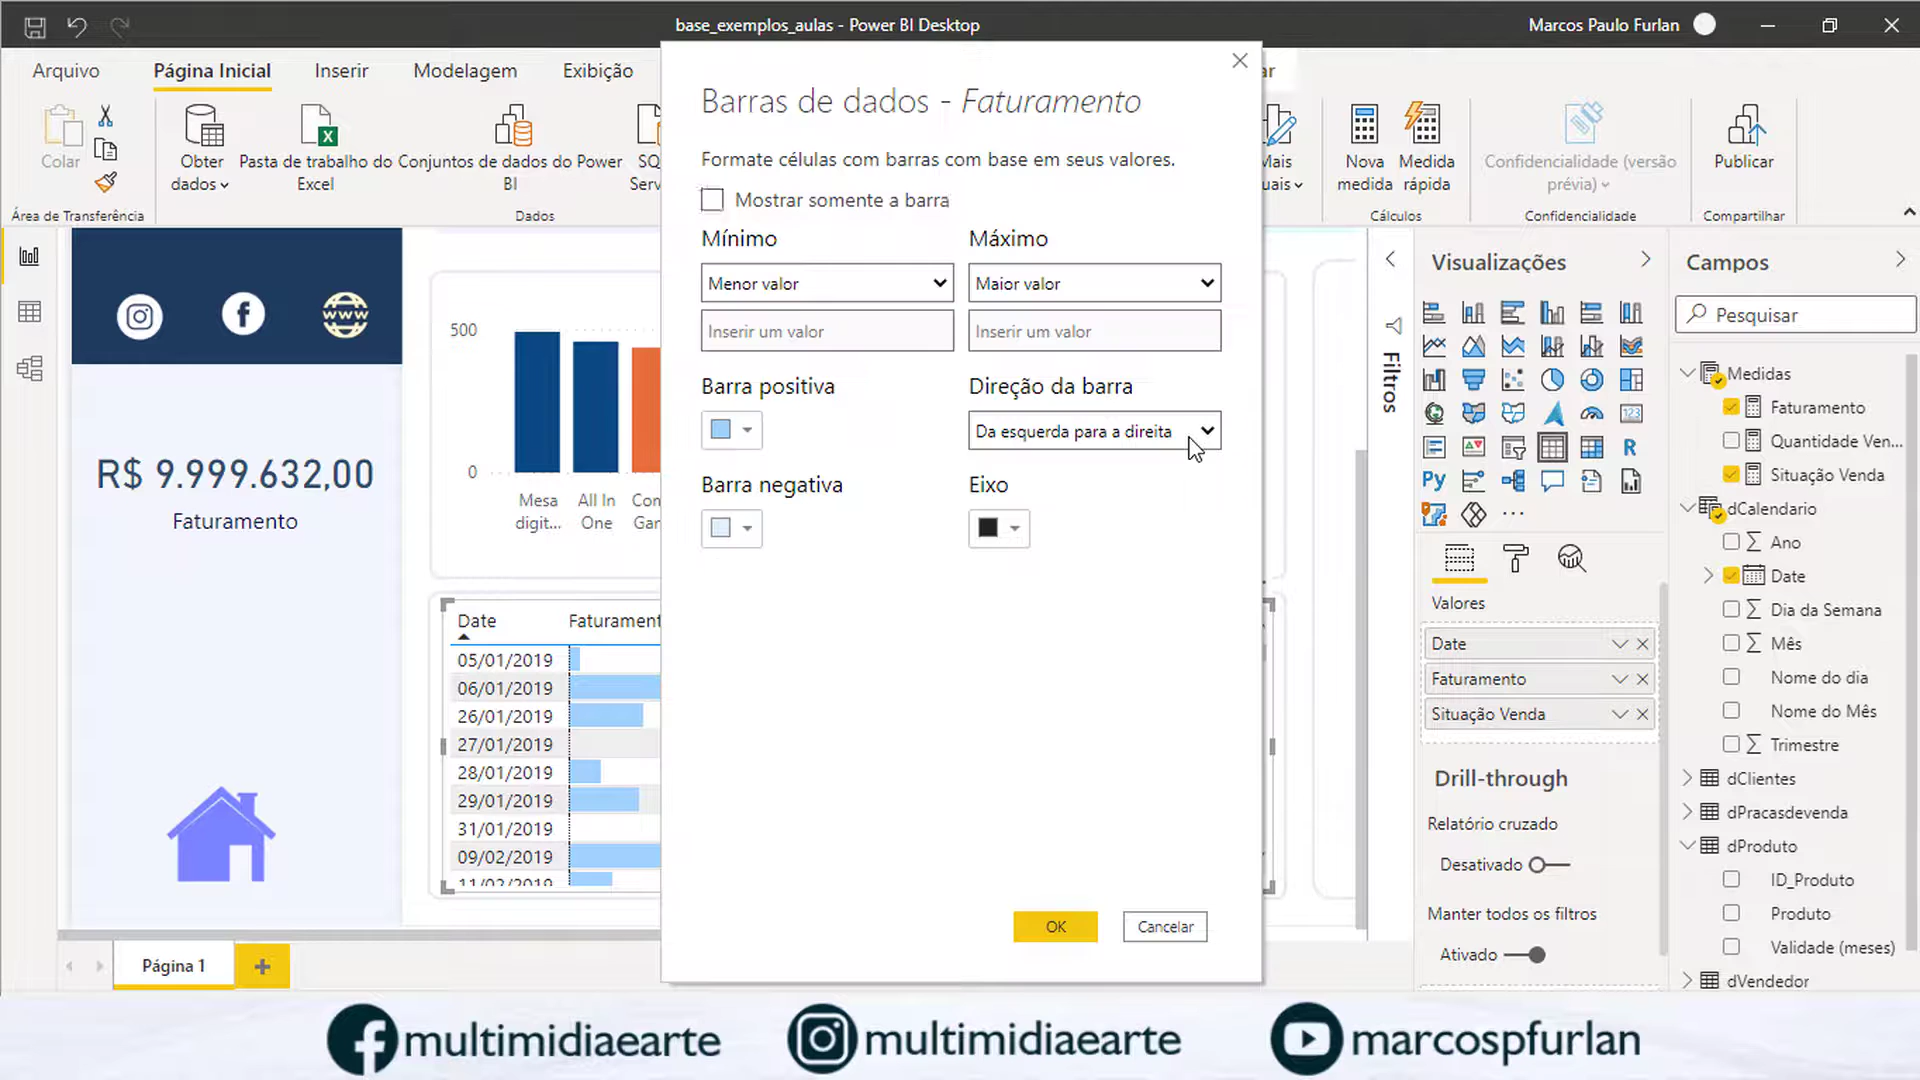 base_exemplos_aulas - Power BI Desktop
Marcos Paulo Furlan
Arquivo
Página Inicial
Inserir
Modelagem
Exibição
Colar
Obter
dados
Pasta de trabalho do
Excel
Conjuntos de dados do Power
BI
Nova
medida
Medida
rápida
Confidencialidade (versão
prévia)
Publicar
Área de Transferência
Dados
Cálculos
Confidencialidade
Compartilhar
Barras de dados - Faturamento
Formate células com barras com base em seus valores.
Mostrar somente a barra
Mínimo
Máximo
Menor valor
Maior valor
Inserir um valor
Inserir um valor
Barra positiva
Direção da barra
Da esquerda para a direita
Barra negativa
Eixo
OK
Cancelar
www
R$ 9.999.632,00
Faturamento
500
0
Mesa
digit...
All In
One
Date
05/01/2019
06/01/2019
26/01/2019
27/01/2019
28/01/2019
29/01/2019
31/01/2019
09/02/2019
11/02/2019
Página 1
Filtros
Visualizações
R
Py
123
Valores
Date
Faturamento
Situação Venda
Drill-through
Relatório cruzado
Desativado
Manter todos os filtros
Ativado
Campos
Pesquisar
Medidas
Faturamento
Quantidade Ven...
Situação Venda
dCalendario
Ano
Date
Dia da Semana
Mês
Nome do dia
Nome do Mês
Trimestre
dClientes
dPracasdevenda
dProduto
ID_Produto
Produto
Validade (meses)
dVendedor
multimidiaearte
multimidiaearte
marcospfurlan